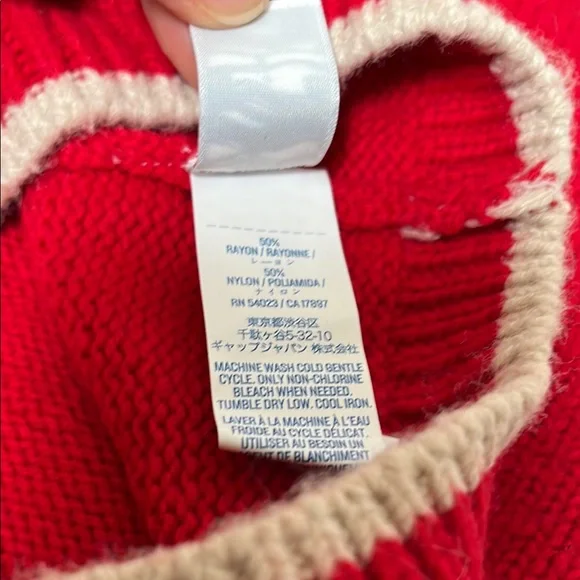 50%
RAYON / RAYONNE /
レーヨン
50%
NYLON / POLIAMIDA /
ナイロン
RN 54023 / CA 17897
東京都渋谷区
千駄ヶ谷5-32-10
ギャップジャパン 株式会社
MACHINE WASH COLD GENTLE
CYCLE. ONLY NON-CHLORINE
BLEACH WHEN NEEDED.
TUMBLE DRY LOW. COOL IRON.
LAVER À LA MACHINE À L'EAU
FROIDE AU CYCLE DÉLICAT.
UTILISER AU BESOIN UN
AGENT DE BLANCHIMENT